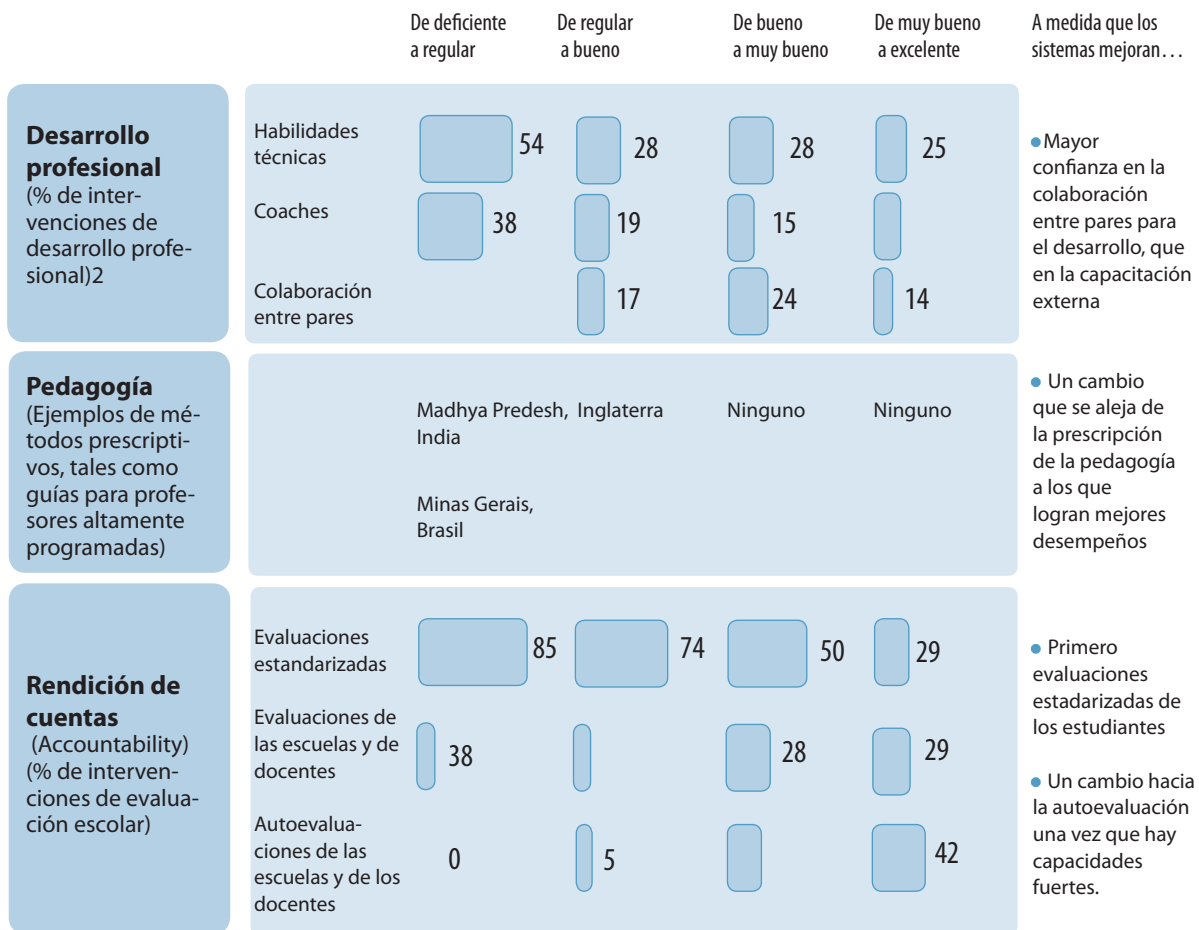 De deficiente
a regular
De regular
a bueno
De bueno
a muy bueno
De muy bueno
a excelente
A medida que los
sistemas mejoran…
Desarrollo
profesional
(% de inter-
venciones de
desarrollo profe-
sional)2
Habilidades
técnicas
54
28
28
25
Coaches
38
19
15
Colaboración
entre pares
17
24
14
● Mayor
confianza en la
colaboración
entre pares para
el desarrollo, que
en la capacitación
externa
Pedagogía
(Ejemplos de mé-
todos prescripti-
vos, tales como
guías para profe-
sores altamente
programadas)
Madhya Predesh,
India
Minas Gerais,
Brasil
Inglaterra
Ninguno
Ninguno
● Un cambio
que se aleja de
la prescripción
de la pedagogía
a los que
logran mejores
desempeños
Rendición de
cuentas
(Accountability)
(% de interven-
ciones de evalua-
ción escolar)
Evaluaciones
estandarizadas
85
74
50
29
Evaluaciones de
las escuelas y de
docentes
38
28
29
Autoevalua-
ciones de las
escuelas y de los
docentes
0
5
42
● Primero
evaluaciones
estadarizadas de
los estudiantes
● Un cambio hacia
la autoevaluación
una vez que hay
capacidades
fuertes.